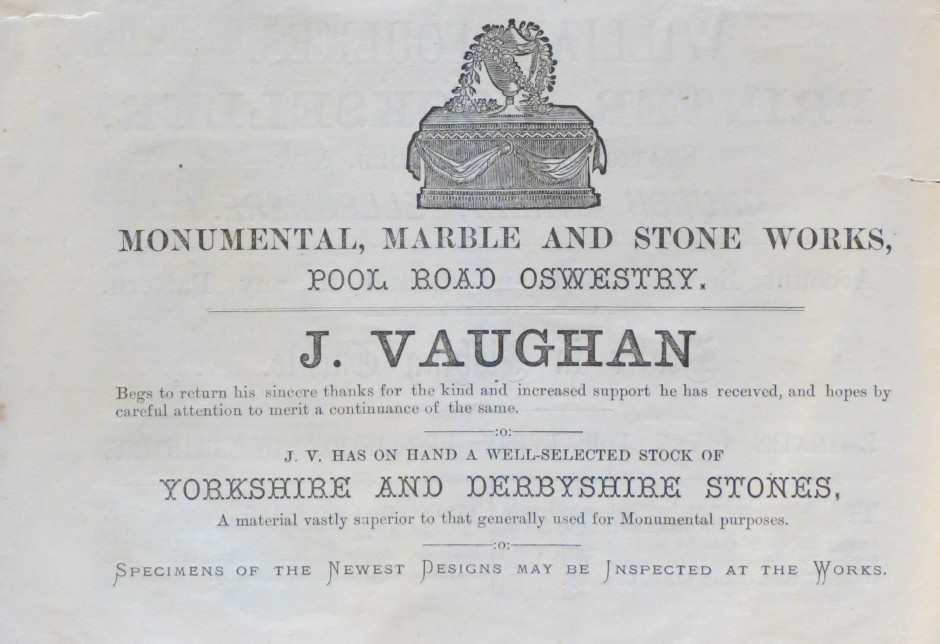 MONUMENTAL, MARBLE AND STONE WORKS,
POOL ROAD OSWESTRY.
J. VAUGHAN
Begs to return his sincere thanks for the kind and increased support he has received, and hopes by
careful attention to merit a continuance of the same.
:o:
J. V. HAS ON HAND A WELL-SELECTED STOCK OF
YORKSHIRE AND DERBYSHIRE STONES,
A material vastly superior to that generally used for Monumental purposes.
:o:
SPECIMENS OF THE NEWEST DESIGNS MAY BE INSPECTED AT THE WORKS.